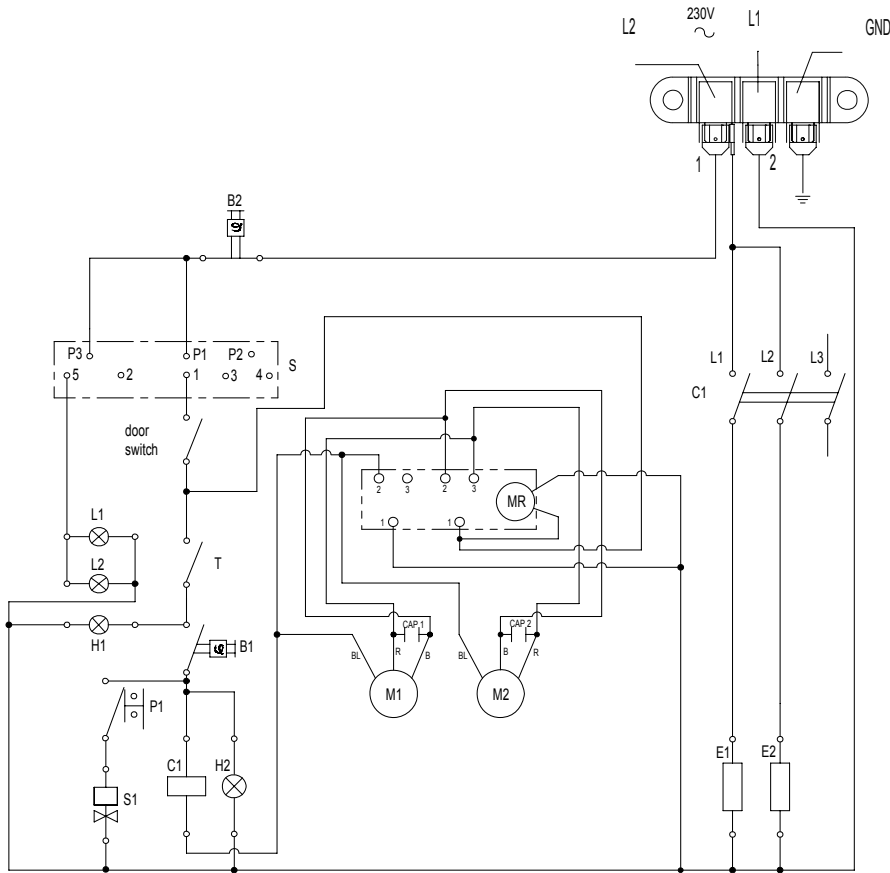 L2 230V L1 GND
1 2
B2
P3 P1 P2 S
5 2 1 3 4
L1 L2 L3
C1
door
switch
2 3 2 3
MR
1 1
L1
T
L2
H1
B1
CAP.1 CAP.2
BL R B BL B R
M1 M2
P1
C1 H2
S1
E1 E2